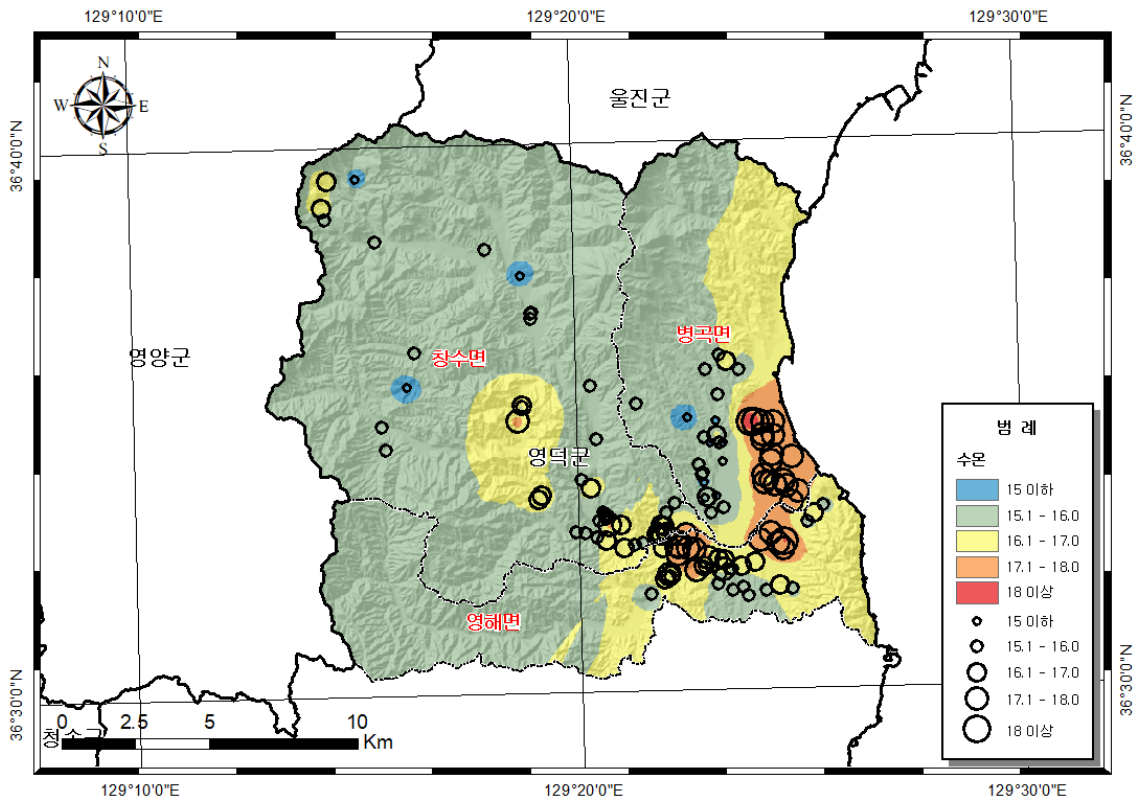 129°10'0"E
129°20'0"E
129°30'0"E
N
W E
S
울진군
36°40'0"N
36°40'0"N
병곡면
영양군
창수면
영덕군
영해면
범 례
수온
15 이하
15.1 - 16.0
16.1 - 17.0
17.1 - 18.0
18 이상
15 이하
15.1 - 16.0
16.1 - 17.0
17.1 - 18.0
18 이상
36°30'0"N
36°30'0"N
0 2.5 5 10
Km
청송군
129°10'0"E
129°20'0"E
129°30'0"E